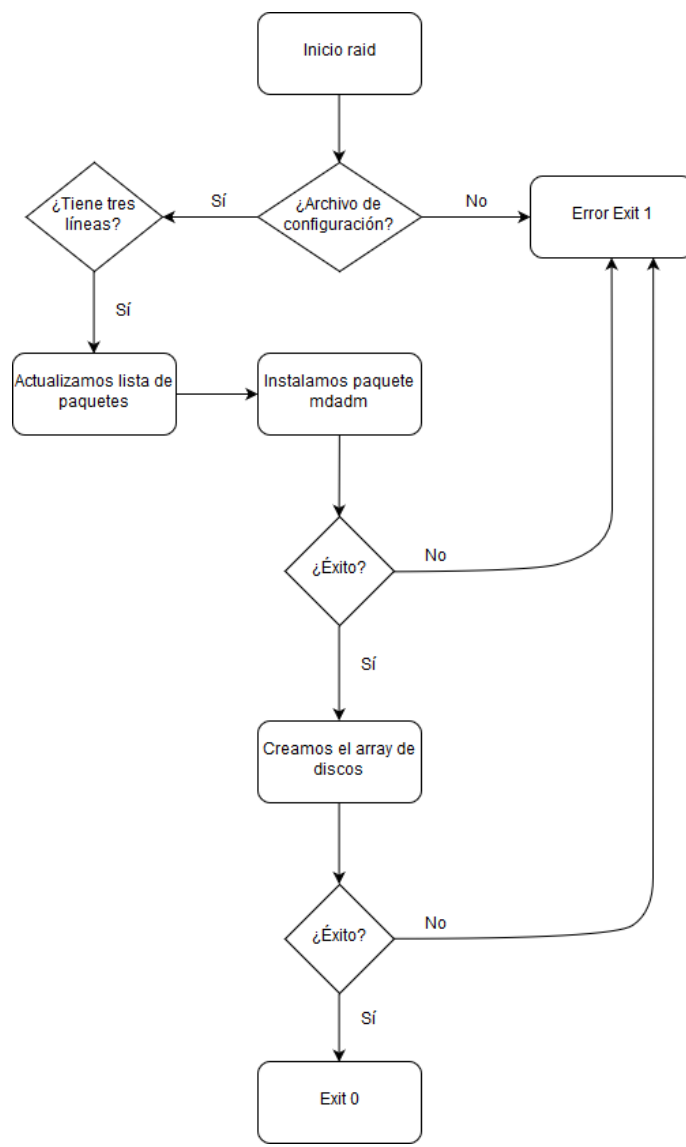 Inicio raid
¿Tiene tres
líneas?
Sí
¿Archivo de
configuración?
No
Error Exit 1
Sí
Actualizamos lista de
paquetes
Instalamos paquete
mdadm
¿Éxito?
No
Sí
Creamos el array de
discos
¿Éxito?
No
Sí
Exit 0